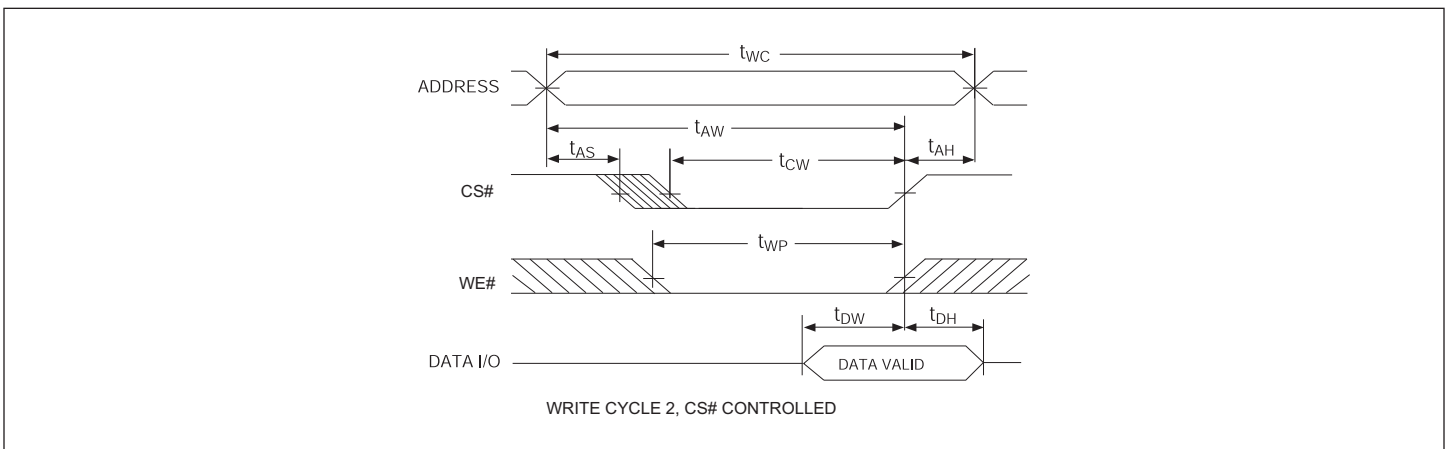 tWC
ADDRESS
tAW
tAS
tCW
tAH
CS#
tWP
WE#
tDW
tDH
DATA I/O
DATA VALID
WRITE CYCLE 2, CS# CONTROLLED